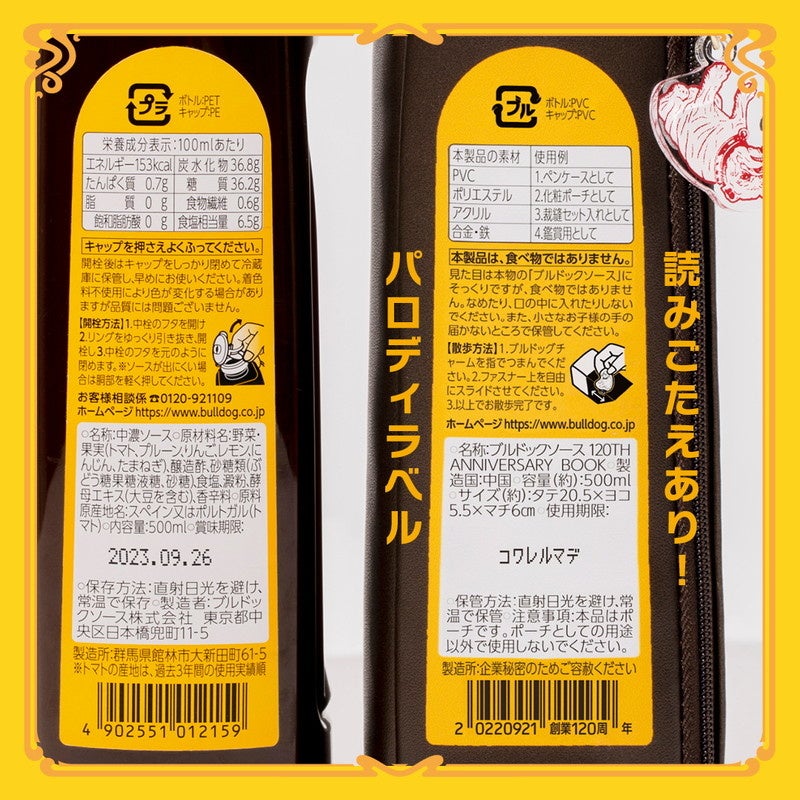 プラ
ボトル:PET
キャップ:PE
栄養成分表示:100mlあたり
エネルギー 153kcal 炭水化物 36.8g
たんぱく質 0.7g 糖質 36.2g
脂質 0 g 食物繊維 0.6g
飽和脂肪酸 0 g 食塩相当量 6.5g
キャップを押さえよくふってください。
開栓後はキャップをしっかり閉めて冷蔵
庫に保管し、早めにお使いください。着色
料不使用により色が変化する場合があり
ますが品質には問題ございません。
【開栓方法】1.中栓のフタを開け
2.リングをゆっくり引き抜き、開
栓し3.中栓のフタを元のように
閉めます。※ソースが出にくい場
合は胴部を軽く押してください。
お客様相談係☎0120-921109
ホームページhttps://www.bulldog.co.jp
○名称:中濃ソース○原材料名:野菜・
果実(トマト、プルーン、りんご、レモン、に
んじん、たまねぎ)、醸造酢、砂糖類(ぶ
どう糖果糖液糖、砂糖)、食塩、澱粉、酵
母エキス(大豆を含む)、香辛料○原料
原産地名:スペイン又はポルトガル(ト
マト)○内容量:500ml○賞味期限:
2023.09.26
○保存方法:直射日光を避け、
常温で保存○製造者:ブルドッ
クソース株式会社 東京都中
央区日本橋兜町11-5
製造所:群馬県館林市大新田町61-5
※トマトの産地は、過去3年間の使用実績順
4 902551 012159
ブル
ボトル:PVC
キャップ:PVC
本製品の素材 使用例
PVC 1.ペンケースとして
ポリエステル 2.化粧ポーチとして
アクリル 3.裁縫セット入れとして
合金・鉄 4.鑑賞用として
本製品は、食べ物ではありません。
見た目は本物の「ブルドックソース」に
そっくりですが、食べ物ではありませ
ん。なめたり、口の中に入れたりしない
でください。また、小さなお子様の手の
届かないところで保管してください。
【散歩方法】1.ブルドッグチ
ャームを指でつまんでくだ
さい。2.ファスナー上を自由
にスライドさせてください。
3.以上でお散歩完了です。
ホームページhttps://www.bulldog.co.jp
○名称:ブルドックソース 120TH
ANNIVERSARY BOOK○製
造国:中国○容量(約):500ml
○サイズ(約):タテ20.5×ヨコ
5.5×マチ6㎝ ○使用期限:
コワレルマデ
○保管方法:直射日光を避け、常
温で保管○注意事項:本品はポ
ーチです。ポーチとしての用途
以外で使用しないでください。
製造所:企業秘密のためご容赦ください
2 0220921 創業120周 年
読みごたえあり!
パロディラベル